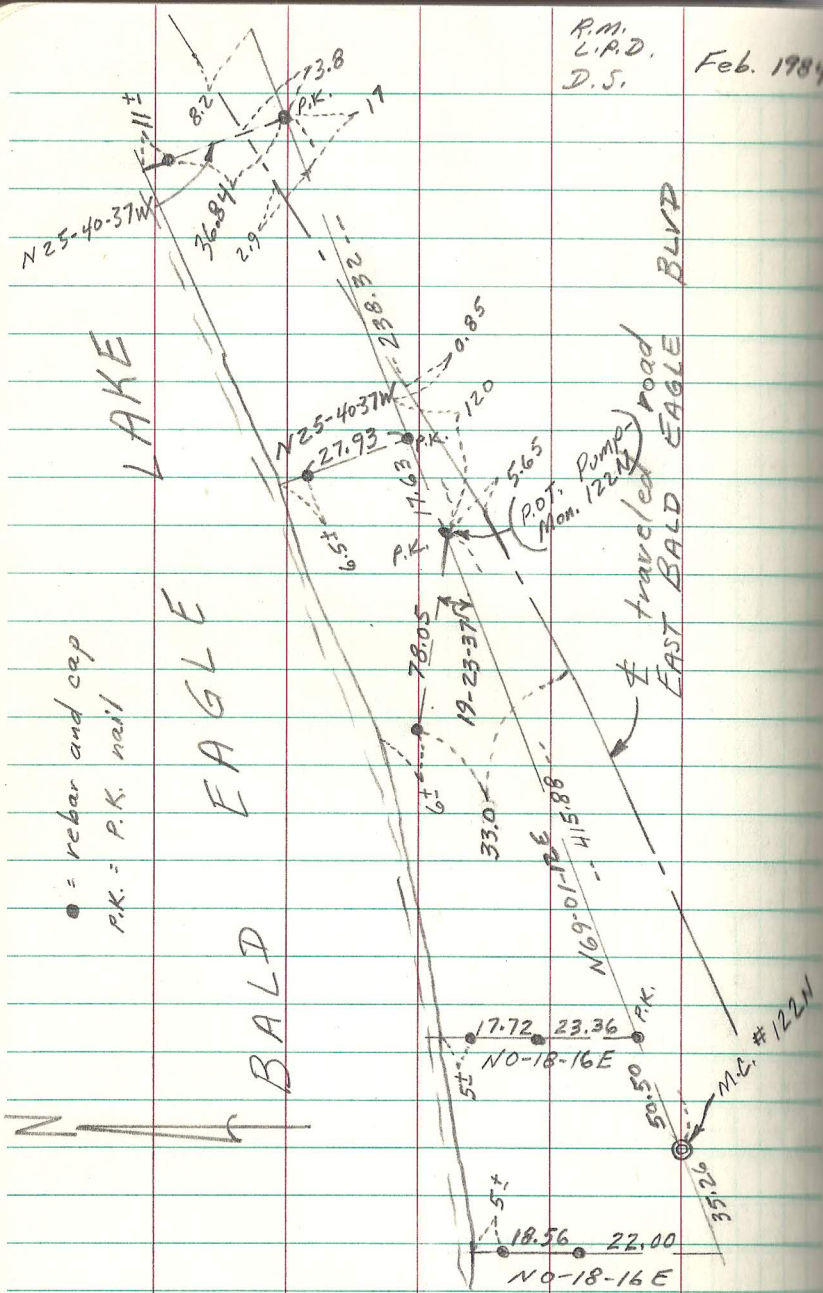 R.M.
L.P.D.
D.S.
Feb. 1984
11±
8.2
73.8
P.K.
17
N25-40-37W
36.84
2.9
238.32
0.85
N25-40-37W
120
27.93
P.K.
17.63
5.65
(P.O.T. Pump-
Mon. 122N)
6.5±
P.K.
℄ traveled road
EAST BALD EAGLE BLVD
78.05
19-23-37W
6±
33.0
N69-01-12E
415.88
BALD EAGLE LAKE
● = rebar and cap
P.K. = P.K. nail
17.72 23.36 P.K.
N0-18-16E
5±
50.50
M.C. #122N
N
35.26
5±
18.56 22.00
N0-18-16E